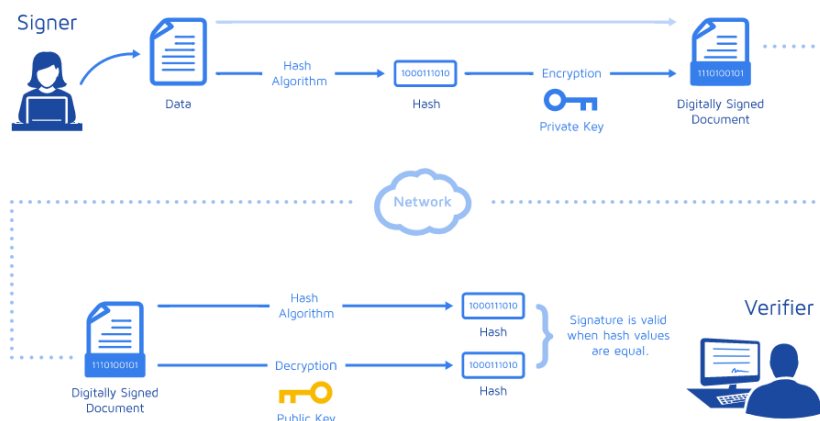 Signer
Hash
Algorithm
1000111010
Encryption
1110100101
Data
Hash
Private Key
Digitally Signed
Document
Network
Hash
Algorithm
1000111010
Hash
Signature is valid
when hash values
are equal.
Verifier
1110100101
Decryption
1000111010
Digitally Signed
Document
Hash
Public Key